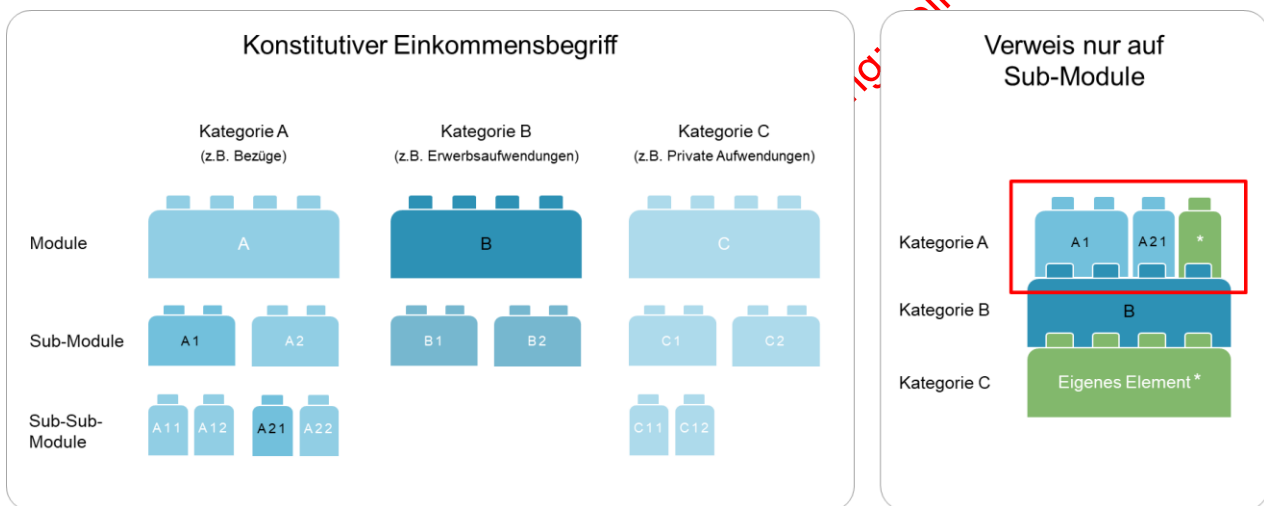 Konstitutiver Einkommensbegriff
Kategorie A
(z.B. Bezüge)
Kategorie B
(z.B. Erwerbsaufwendungen)
Kategorie C
(z.B. Private Aufwendungen)
Module
A
B
C
Sub-Module
A1
A2
B1
B2
C1
C2
Sub-Sub-
Module
A11
A12
A21
A22
C11
C12
Verweis nur auf
Sub-Module
Kategorie A
A1
A21
*
Kategorie B
B
Kategorie C
Eigenes Element*